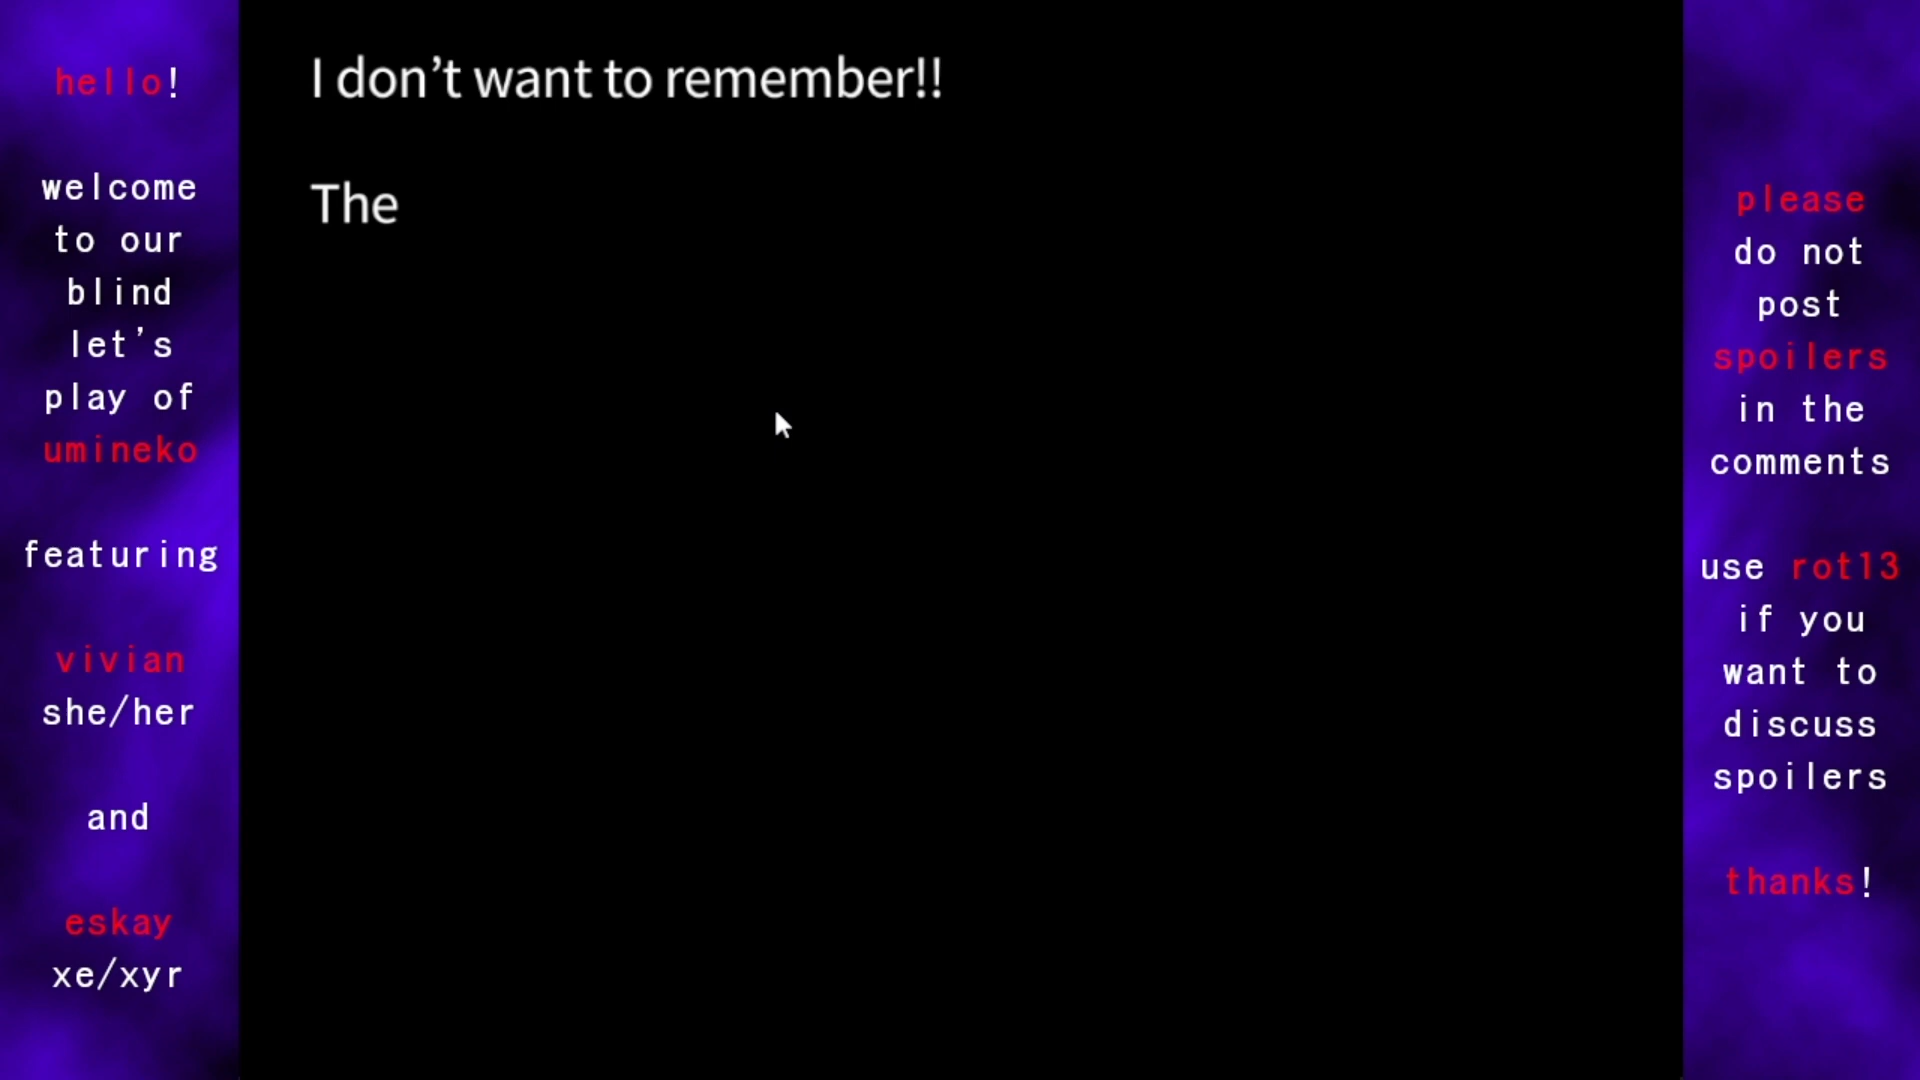 hello!
welcome
to our
blind
let's
play of
umineko
featuring
vivian
she/her
and
eskay
xe/xyr
I don’t want to remember!!
The
please
do not
post
spoilers
in the
comments
use rot13
if you
want to
discuss
spoilers
thanks!